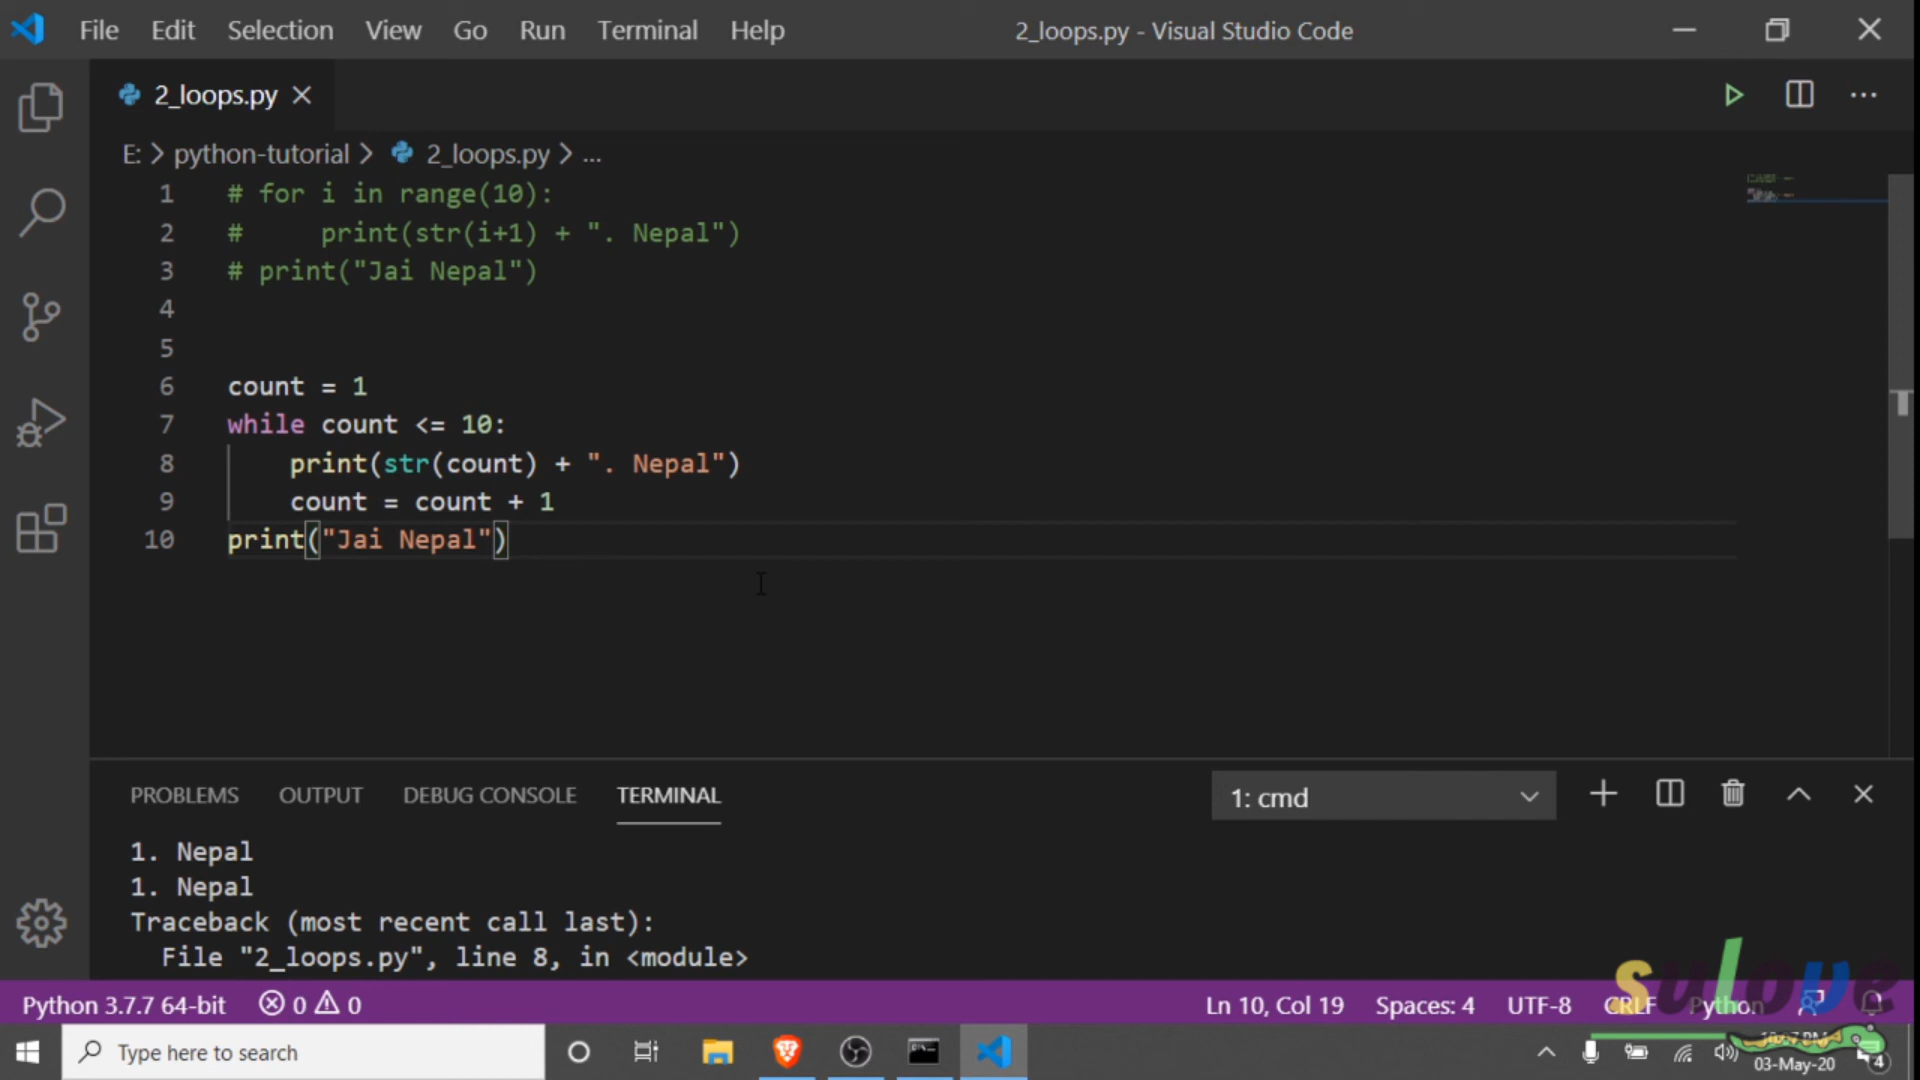 File Edit Selection View Go Run Terminal Help 2_loops.py - Visual Studio Code
2_loops.py
E: > python-tutorial > 2_loops.py > ...
1 # for i in range(10):
2 #     print(str(i+1) + ". Nepal")
3 # print("Jai Nepal")
4
5
6 count = 1
7 while count <= 10:
8     print(str(count) + ". Nepal")
9     count = count + 1
10 print("Jai Nepal")
PROBLEMS OUTPUT DEBUG CONSOLE TERMINAL 1: cmd
1. Nepal
1. Nepal
Traceback (most recent call last):
  File "2_loops.py", line 8, in <module>
sulove
Python 3.7.7 64-bit 0 0 Ln 10, Col 19 Spaces: 4 UTF-8 CRLF Python
Type here to search
03-May-20
4